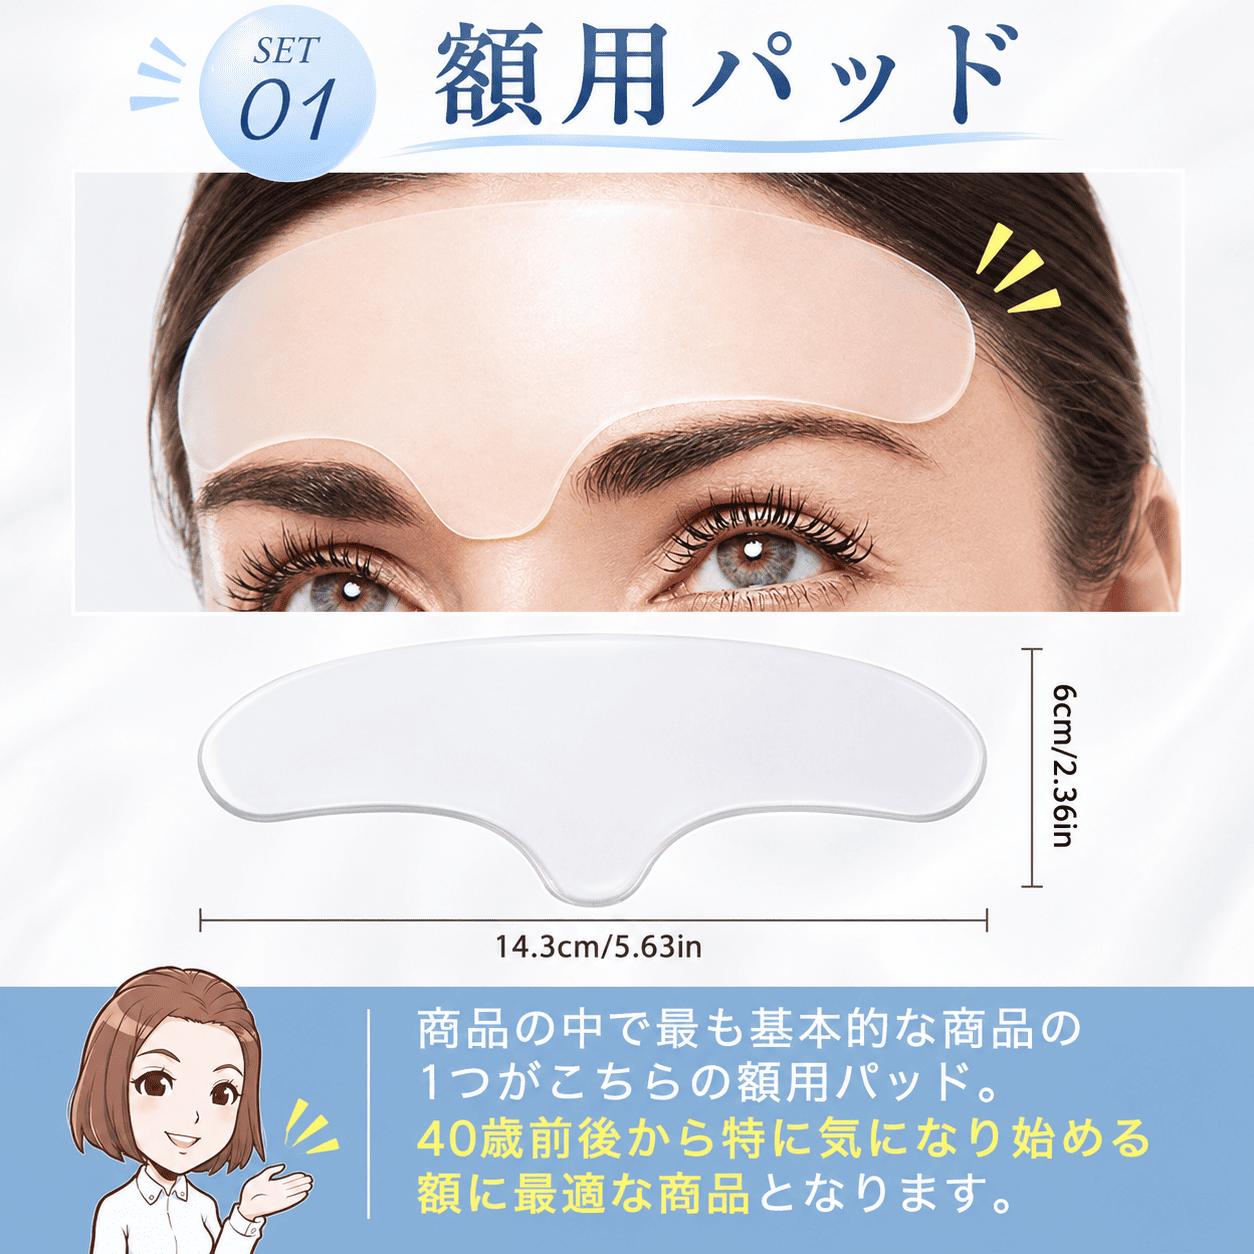 SET
01
額用パッド
6cm/2.36in
14.3cm/5.63in
商品の中で最も基本的な商品の
1つがこちらの額用パッド。
40歳前後から特に気になり始める
額に最適な商品となります。